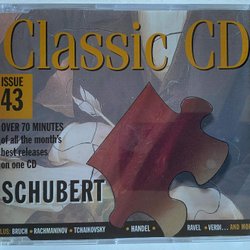 Classic CD
ISSUE
43
OVER 70 MINUTES
of all the month's
best releases
on one CD
SCHUBERT
PLUS: BRUCH • RACHMANINOV • TCHAIKOVSKY • HANDEL • RAVEL • VERDI... AND MORE